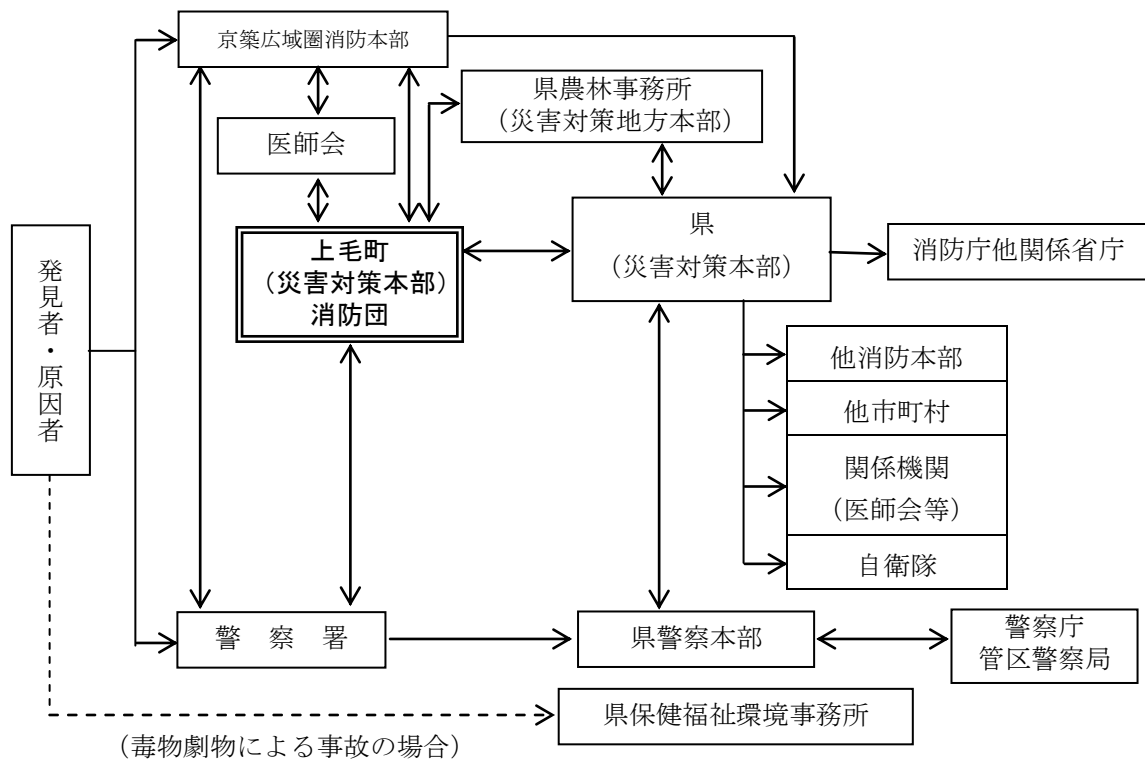 京築広域圏消防本部
県農林事務所
（災害対策地方本部）
医師会
県
（災害対策本部）
上毛町
（災害対策本部）
消防団
消防庁他関係省庁
発見者・原因者
他消防本部
他市町村
関係機関
（医師会等）
自衛隊
警察署
県警察本部
警察庁
管区警察局
県保健福祉環境事務所
（毒物劇物による事故の場合）